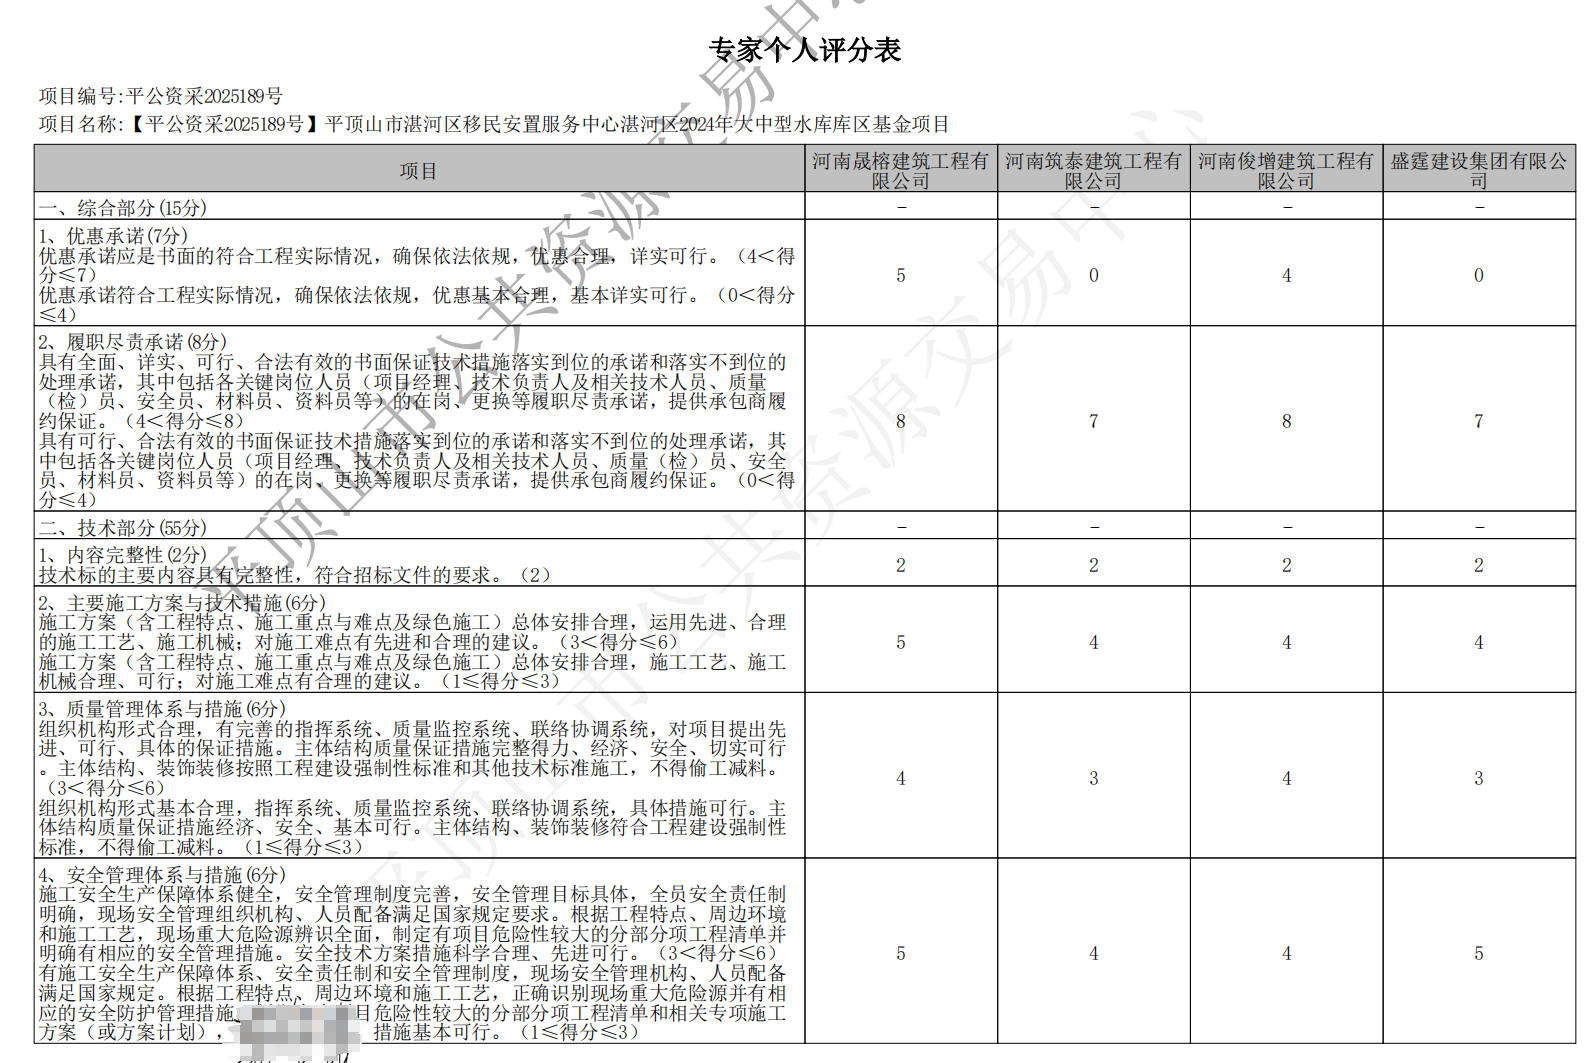 专家个人评分表
项目编号:平公资采2025189号
项目名称:【平公资采2025189号】平顶山市湛河区移民安置服务中心湛河区2024年大中型水库库区基金项目
项目
河南晟榕建筑工程有限公司
河南筑泰建筑工程有限公司
河南俊增建筑工程有限公司
盛霆建设集团有限公司
一、综合部分(15分)
－ － － －
1、优惠承诺(7分)
优惠承诺应是书面的符合工程实际情况，确保依法依规，优惠合理，详实可行。（4＜得
分≤7）
优惠承诺符合工程实际情况，确保依法依规，优惠基本合理，基本详实可行。（0＜得分
≤4）
5 0 4 0
2、履职尽责承诺(8分)
具有全面、详实、可行、合法有效的书面保证技术措施落实到位的承诺和落实不到位的
处理承诺，其中包括各关键岗位人员（项目经理、技术负责人及相关技术人员、质量
（检）员、安全员、材料员、资料员等）的在岗、更换等履职尽责承诺，提供承包商履
约保证。（4＜得分≤8）
具有可行、合法有效的书面保证技术措施落实到位的承诺和落实不到位的处理承诺，其
中包括各关键岗位人员（项目经理、技术负责人及相关技术人员、质量（检）员、安全
员、材料员、资料员等）的在岗、更换等履职尽责承诺，提供承包商履约保证。（0＜得
分≤4）
8 7 8 7
二、技术部分(55分)
－ － － －
1、内容完整性(2分)
技术标的主要内容具有完整性，符合招标文件的要求。（2）
2 2 2 2
2、主要施工方案与技术措施(6分)
施工方案（含工程特点、施工重点与难点及绿色施工）总体安排合理，运用先进、合理
的施工工艺、施工机械；对施工难点有先进和合理的建议。（3＜得分≤6）
施工方案（含工程特点、施工重点与难点及绿色施工）总体安排合理，施工工艺、施工
机械合理、可行；对施工难点有合理的建议。（1≤得分≤3）
5 4 4 4
3、质量管理体系与措施(6分)
组织机构形式合理，有完善的指挥系统、质量监控系统、联络协调系统，对项目提出先
进、可行、具体的保证措施。主体结构质量保证措施完整得力、经济、安全、切实可行
。主体结构、装饰装修按照工程建设强制性标准和其他技术标准施工，不得偷工减料。
（3＜得分≤6）
组织机构形式基本合理，指挥系统、质量监控系统、联络协调系统，具体措施可行。主
体结构质量保证措施经济、安全、基本可行。主体结构、装饰装修符合工程建设强制性
标准，不得偷工减料。（1≤得分≤3）
4 3 4 3
4、安全管理体系与措施(6分)
施工安全生产保障体系健全，安全管理制度完善，安全管理目标具体，全员安全责任制
明确，现场安全管理组织机构、人员配备满足国家规定要求。根据工程特点、周边环境
和施工工艺，现场重大危险源辨识全面，制定有项目危险性较大的分部分项工程清单并
明确有相应的安全管理措施。安全技术方案措施科学合理、先进可行。（3＜得分≤6）
有施工安全生产保障体系、安全责任制和安全管理制度，现场安全管理机构、人员配备
满足国家规定。根据工程特点、周边环境和施工工艺，正确识别现场重大危险源并有相
应的安全防护管理措施 目危险性较大的分部分项工程清单和相关专项施工
方案（或方案计划）， 措施基本可行。（1≤得分≤3）
5 4 4 5
平顶山市公共资源交易中心
平顶山市公共资源交易中心